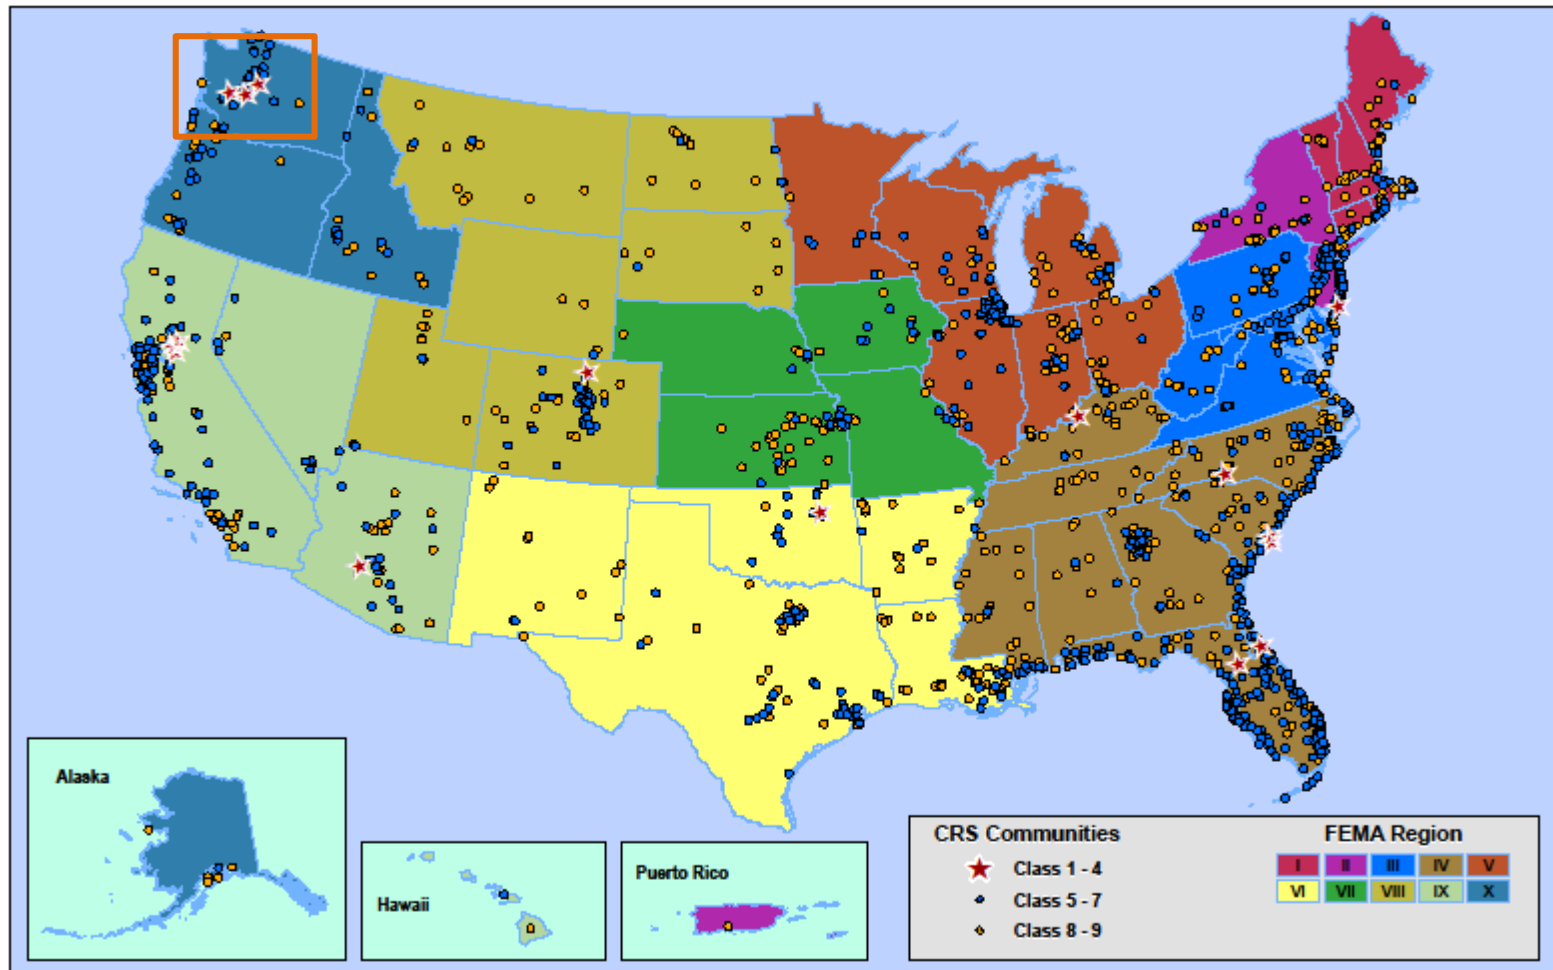 Alaska
Hawaii
Puerto Rico
CRS Communities
Class 1 - 4
Class 5 - 7
Class 8 - 9
FEMA Region
I II III IV V
VI VII VIII IX X